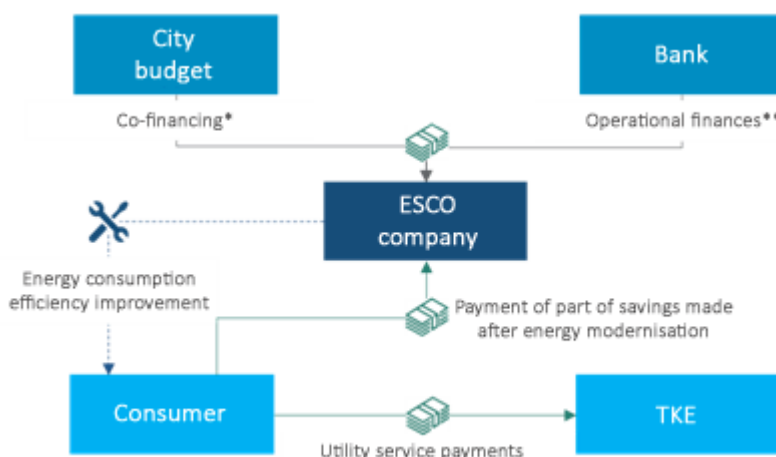 City
budget
Bank
Co-financing*
Operational finances**
ESCO
company
Energy consumption
efficiency improvement
Payment of part of savings made
after energy modernisation
Consumer
TKE
Utility service payments